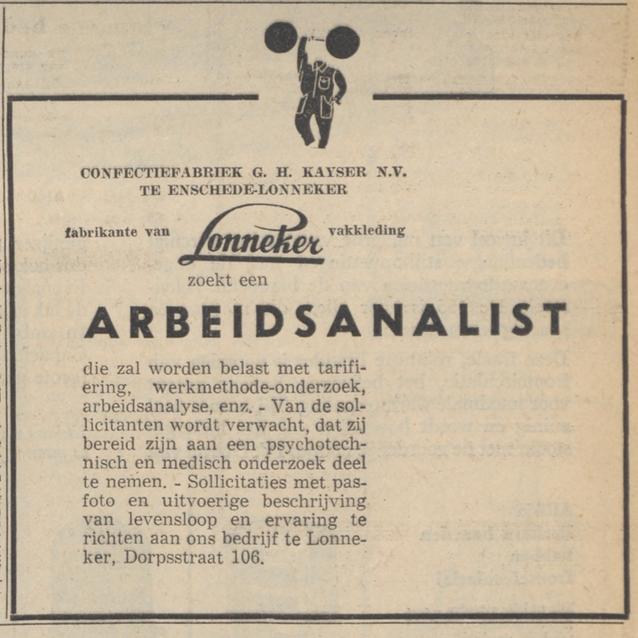 CONFECTIEFABRIEK G. H. KAYSER N.V.
TE ENSCHEDE-LONNEKER
fabrikante van Lonneker vakkleding
zoekt een
ARBEIDSANALIST
die zal worden belast met tarifi-
ering, werkmethode-onderzoek,
arbeidsanalyse, enz. - Van de sol-
licitanten wordt verwacht, dat zij
bereid zijn aan een psychotech-
nisch en medisch onderzoek deel
te nemen. - Sollicitaties met pas-
foto en uitvoerige beschrijving
van levensloop en ervaring te
richten aan ons bedrijf te Lonne-
ker, Dorpsstraat 106.